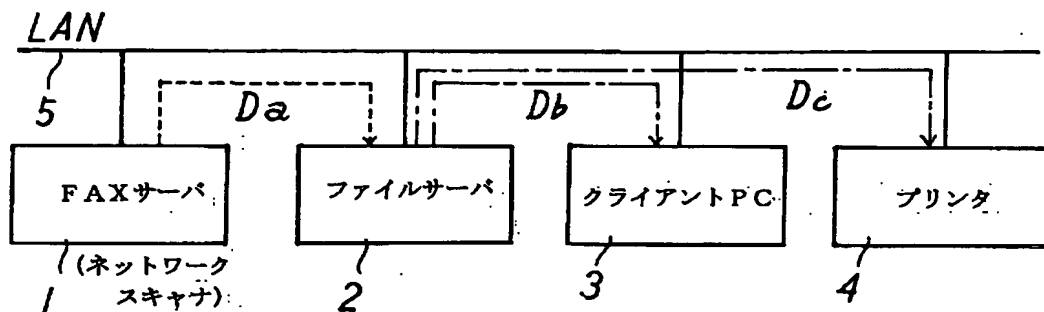 LAN
5
Da
Db
Dc
FAXサーバ
ファイルサーバ
クライアントPC
プリンタ
1
(ネットワーク
スキャナ)
2
3
4